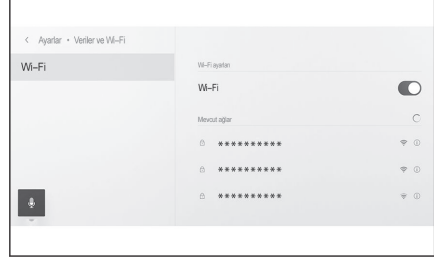 Ayarlar • Veriler ve Wi–Fi
Wi–Fi
Wi–Fi ayarları
Wi–Fi
Mevcut ağlar
**********
**********
**********